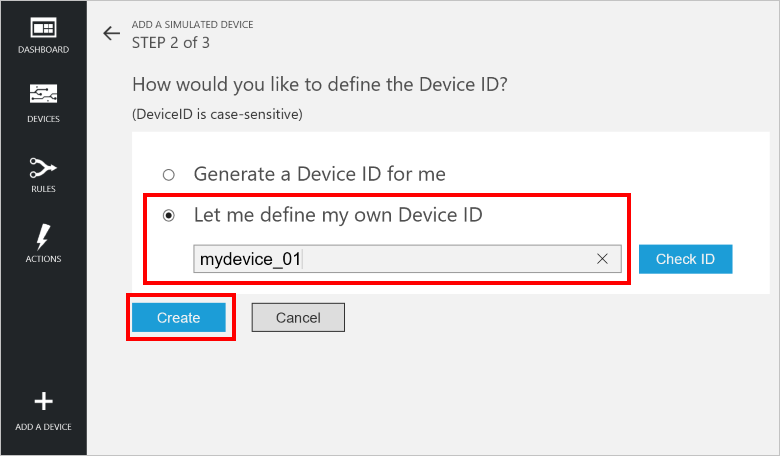 DASHBOARD
DEVICES
RULES
ACTIONS
ADD A DEVICE
ADD A SIMULATED DEVICE
STEP 2 of 3
How would you like to define the Device ID?
(DeviceID is case-sensitive)
Generate a Device ID for me
Let me define my own Device ID
mydevice_01
Check ID
Create
Cancel